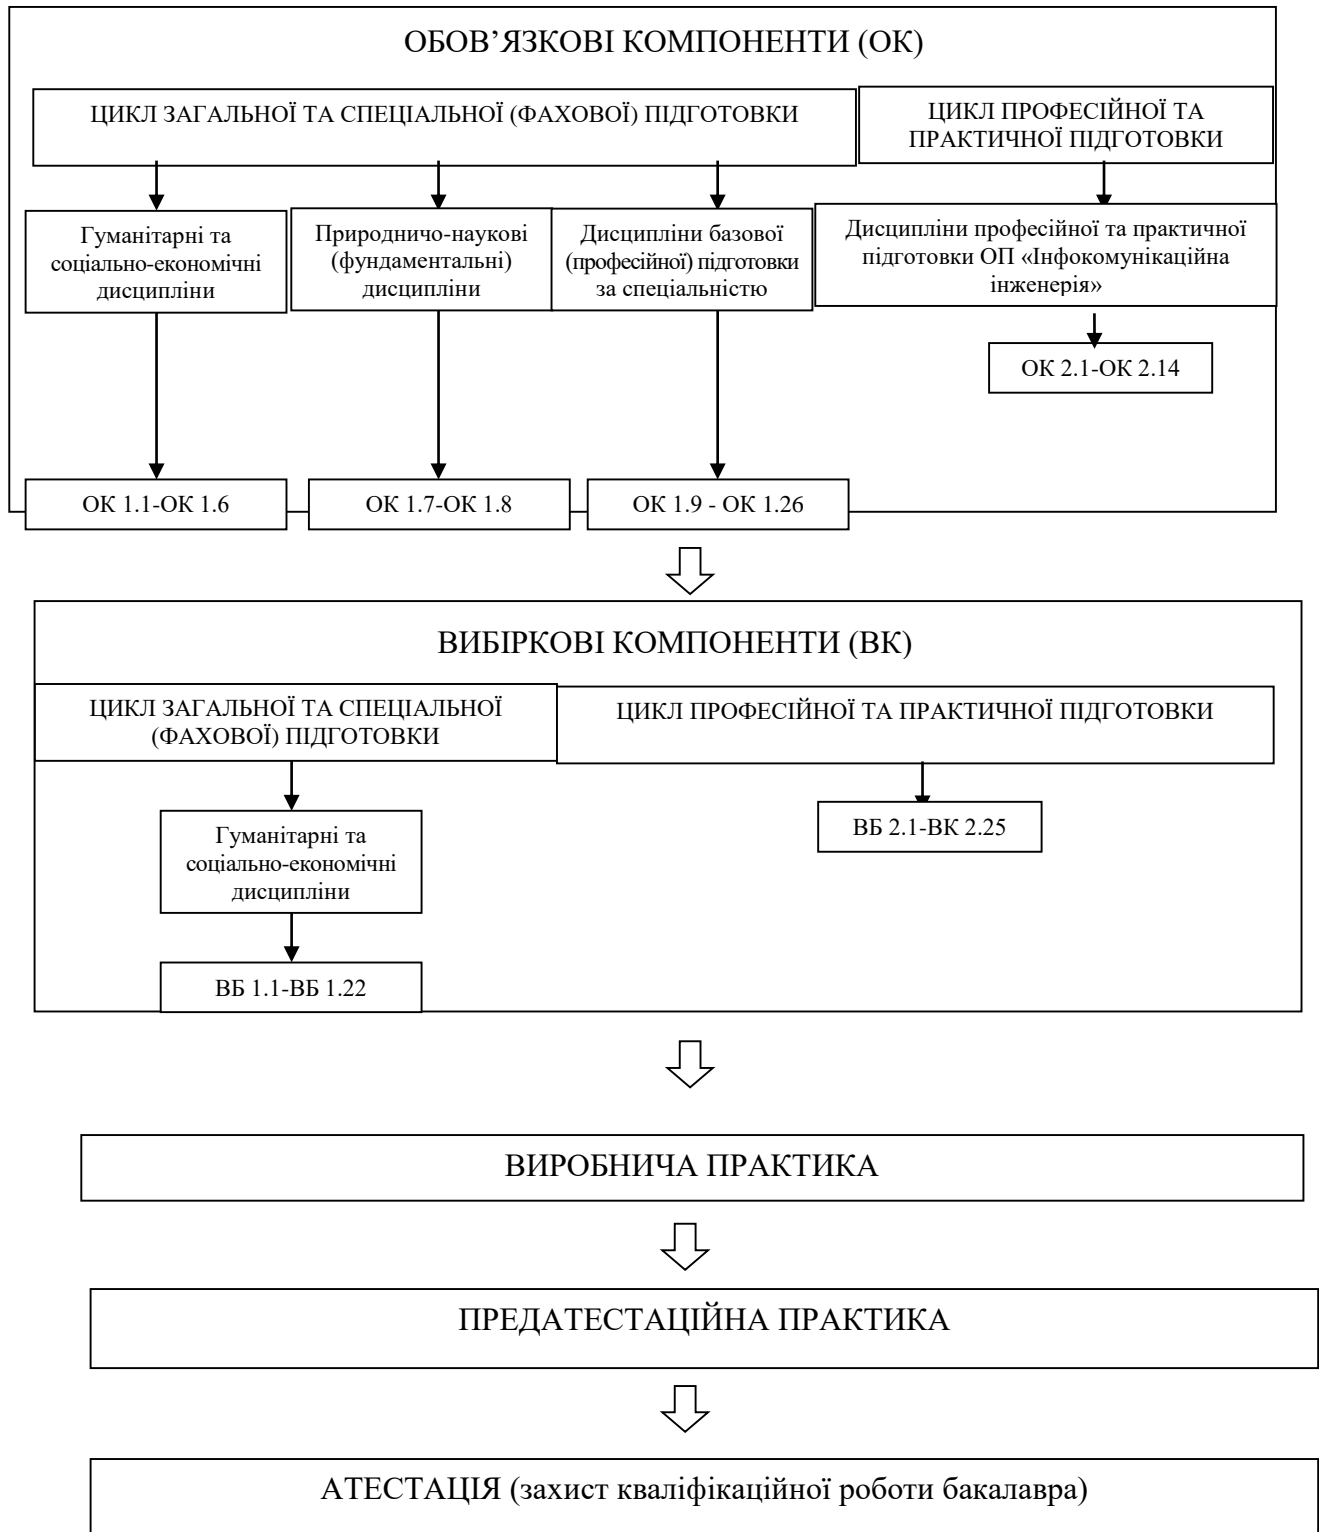 ОБОВ’ЯЗКОВІ КОМПОНЕНТИ (ОК)
ЦИКЛ ЗАГАЛЬНОЇ ТА СПЕЦІАЛЬНОЇ (ФАХОВОЇ) ПІДГОТОВКИ
ЦИКЛ ПРОФЕСІЙНОЇ ТА
ПРАКТИЧНОЇ ПІДГОТОВКИ
Гуманітарні та
соціально-економічні
дисципліни
Природничо-наукові
(фундаментальні)
дисципліни
Дисципліни базової
(професійної) підготовки
за спеціальністю
Дисципліни професійної та практичної
підготовки ОП «Інфокомунікаційна
інженерія»
ОК 2.1-ОК 2.14
ОК 1.1-ОК 1.6
ОК 1.7-ОК 1.8
ОК 1.9 - ОК 1.26
ВИБІРКОВІ КОМПОНЕНТИ (ВК)
ЦИКЛ ЗАГАЛЬНОЇ ТА СПЕЦІАЛЬНОЇ
(ФАХОВОЇ) ПІДГОТОВКИ
ЦИКЛ ПРОФЕСІЙНОЇ ТА ПРАКТИЧНОЇ ПІДГОТОВКИ
Гуманітарні та
соціально-економічні
дисципліни
ВБ 2.1-ВК 2.25
ВБ 1.1-ВБ 1.22
ВИРОБНИЧА ПРАКТИКА
ПРЕДАТЕСТАЦІЙНА ПРАКТИКА
АТЕСТАЦІЯ (захист кваліфікаційної роботи бакалавра)